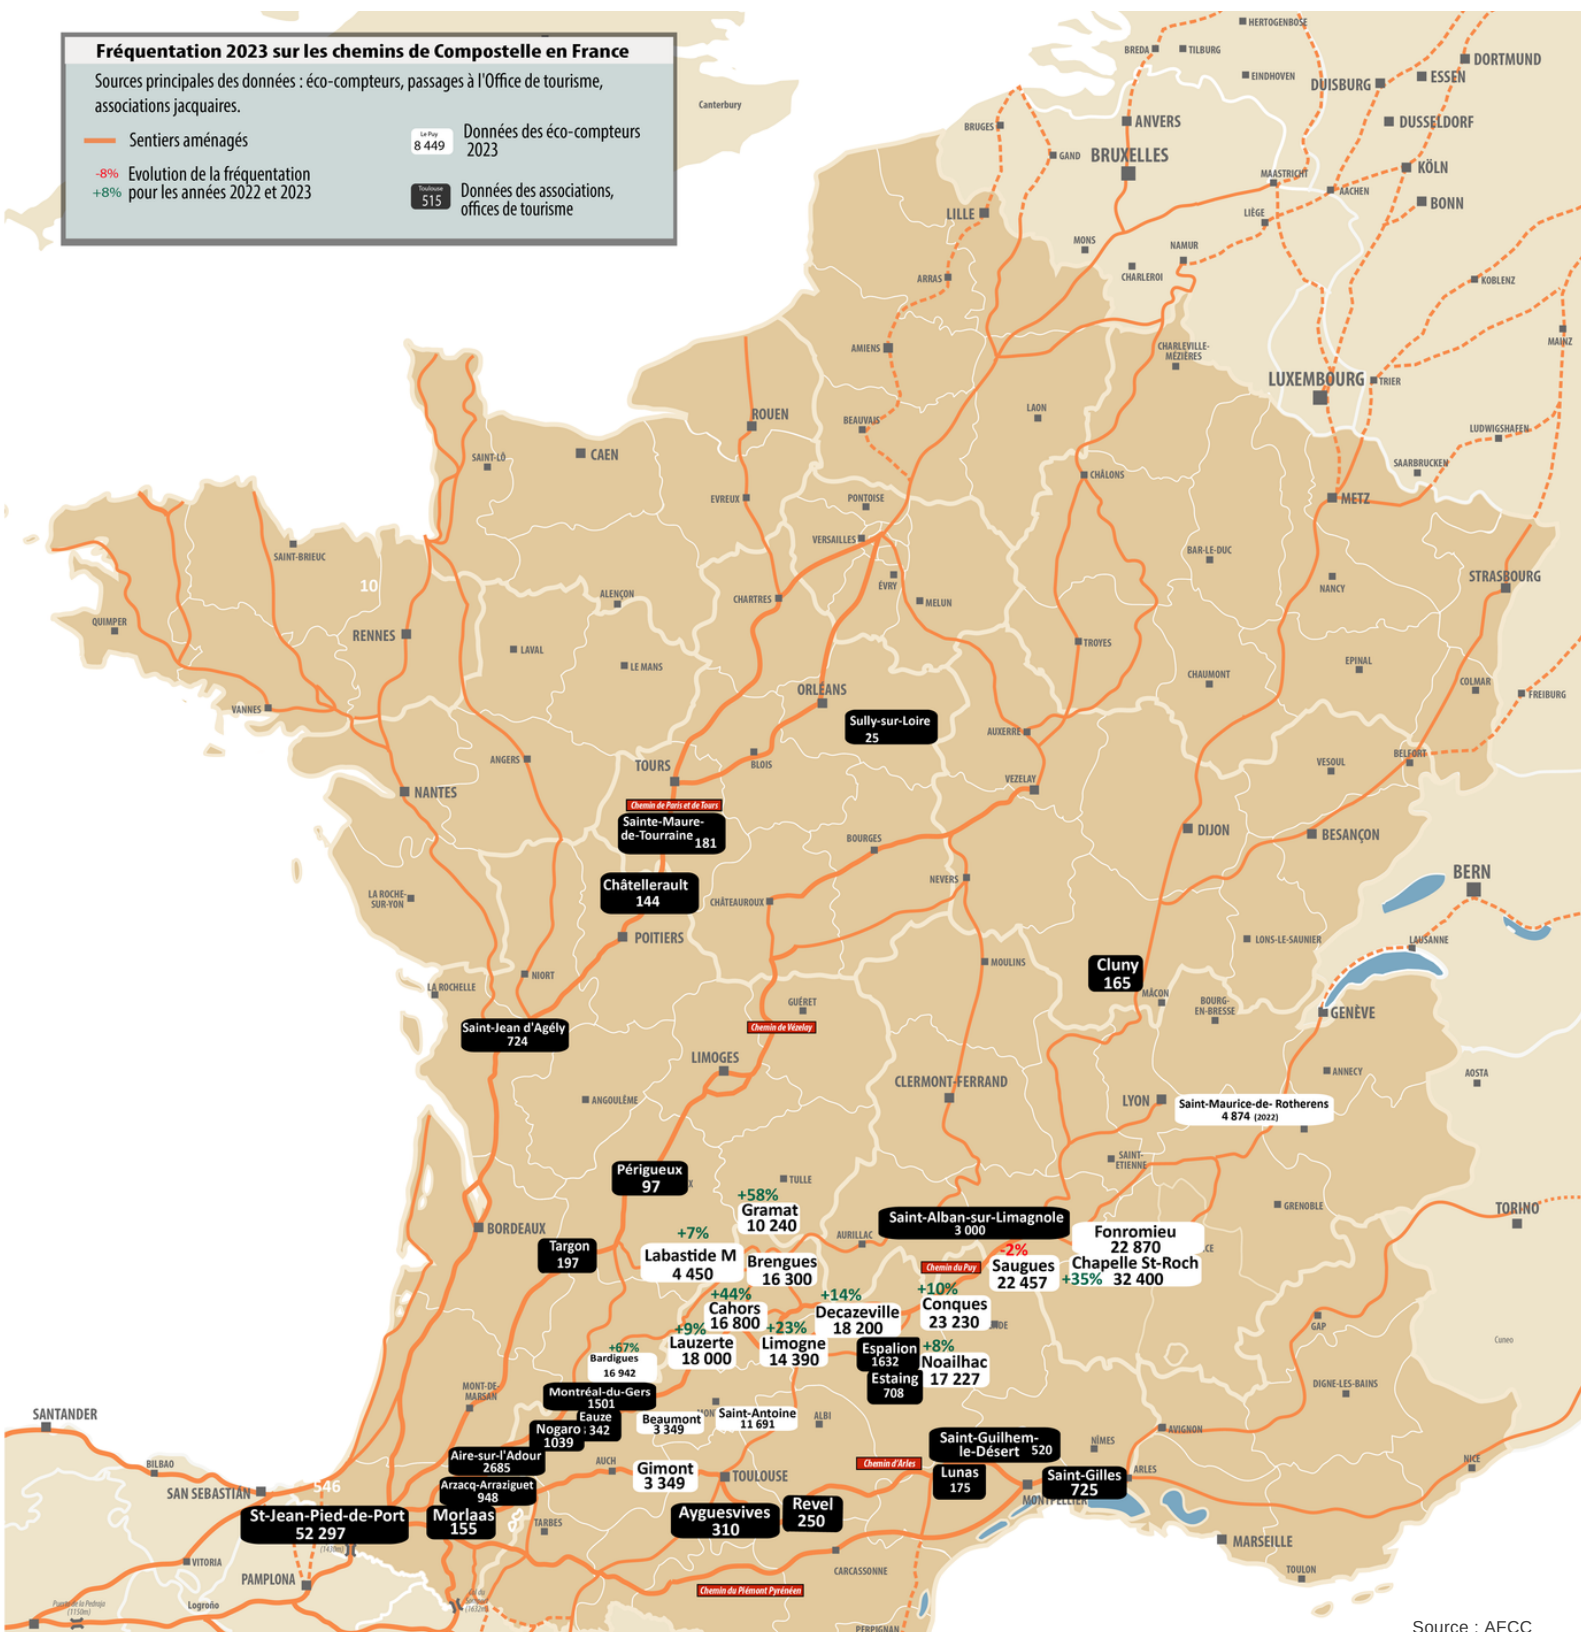 Fréquentation 2023 sur les chemins de Compostelle en France
Sources principales des données : éco-compteurs, passages à l'Office de tourisme,
associations jacquaires.
Sentiers aménagés
-8%
+8%
Evolution de la fréquentation
pour les années 2022 et 2023
Le Puy
8 449
Données des éco-compteurs
2023
Toulouse
515
Données des associations,
offices de tourisme
Canterbury
HERTOGENBOSE
BREDA
TILBURG
EINDHOVEN
DORTMUND
ESSEN
DUISBURG
DUSSELDORF
BRUGES
ANVERS
GAND
BRUXELLES
KÖLN
MAASTRICHT
AACHEN
BONN
LILLE
LIÈGE
MONS
NAMUR
CHARLEROI
ARRAS
KOBLENZ
AMIENS
CHARLEVILLE-
MÉZIÈRES
MAINZ
LUXEMBOURG
TRIER
ROUEN
BEAUVAIS
LAON
LUDWIGSHAFEN
SAINT-LÔ
CAEN
SAARBRUCKEN
CHÂLONS
EVREUX
PONTOISE
METZ
VERSAILLES
SAINT-BRIEUC
BAR-LE-DUC
10
ÉVRY
NANCY
STRASBOURG
ALENÇON
CHARTRES
MELUN
QUIMPER
RENNES
TROYES
LAVAL
LE MANS
EPINAL
CHAUMONT
COLMAR
ORLÉANS
FREIBURG
VANNES
Sully-sur-Loire
25
AUXERRE
ANGERS
BLOIS
TOURS
BELFORT
VESOUL
VEZELAY
NANTES
Chemin de Paris et de Tours
Sainte-Maure-
de-Tourraine 181
DIJON
BESANÇON
BOURGES
BERN
Châtellerault
144
NEVERS
LA ROCHE-
SUR-YON
CHÂTEAUROUX
POITIERS
LONS-LE-SAUNIER
LAUSANNE
MOULINS
Cluny
165
NIORT
LA ROCHELLE
MÂCON
GUÉRET
BOURG-
EN-BRESSE
GENÈVE
Saint-Jean d'Agély
724
Chemin de Vézelay
LIMOGES
ANNECY
AOSTA
CLERMONT-FERRAND
ANGOULÊME
LYON
Saint-Maurice-de- Rotherens
4 874 (2022)
SAINT-
ETIENNE
Périgueux
97
TULLE
+58%
Gramat
10 240
GRENOBLE
TORINO
BORDEAUX
+7%
Labastide M
4 450
AURILLAC
Saint-Alban-sur-Limagnole
3 000
Fonromieu
22 870
Targon
197
-2%
Saugues
22 457
Chapelle St-Roch
+35% 32 400
Brengues
16 300
Chemin du Puy
+44%
Cahors
16 800
+14%
Decazeville
18 200
+10%
Conques
23 230
GAP
Cuneo
+9%
Lauzerte
18 000
+23%
Limogne
14 390
Espalion
1632
+8%
Noailhac
17 227
+67%
Bardigues
16 942
Estaing
708
MONT-DE-
MARSAN
Montréal-du-Gers
1501
DIGNE-LES-BAINS
SANTANDER
Eauze
342
Beaumont
3 349
Saint-Antoine
11 691
ALBI
Nogaro
1039
AVIGNON
NÎMES
Saint-Guilhem-
le-Désert 520
Aire-sur-l'Adour
2685
BILBAO
AUCH
Gimont
3 349
TOULOUSE
Chemin d'Arles
NICE
ARLES
Lunas
175
Saint-Gilles
725
SAN SEBASTIÁN
546
Arzacq-Arraziguet
948
MONTPELLIER
St-Jean-Pied-de-Port
52 297
Morlaas
155
TARBES
Ayguesvives
310
Revel
250
MARSEILLE
VITORIA
CARCASSONNE
TOULON
PAMPLONA
Chemin du Piémont Pyrénéen
Logroño
(1150m)
(1632m)
PERPIGNAN
Source : AFCC